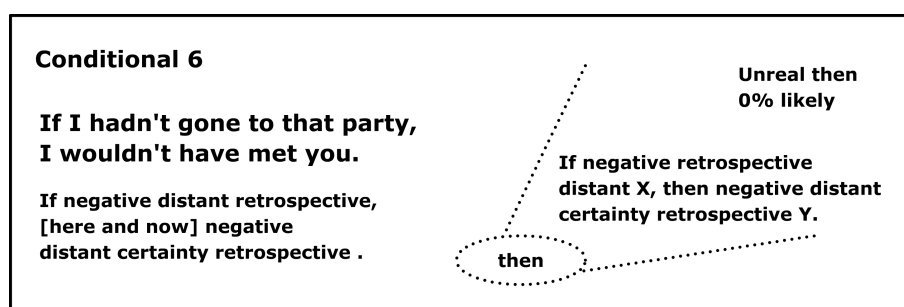 Conditional 6
If I hadn't gone to that party,
I wouldn't have met you.
If negative distant retrospective,
[here and now] negative
distant certainty retrospective .
Unreal then
0% likely
If negative retrospective
distant X, then negative distant
certainty retrospective Y.
then